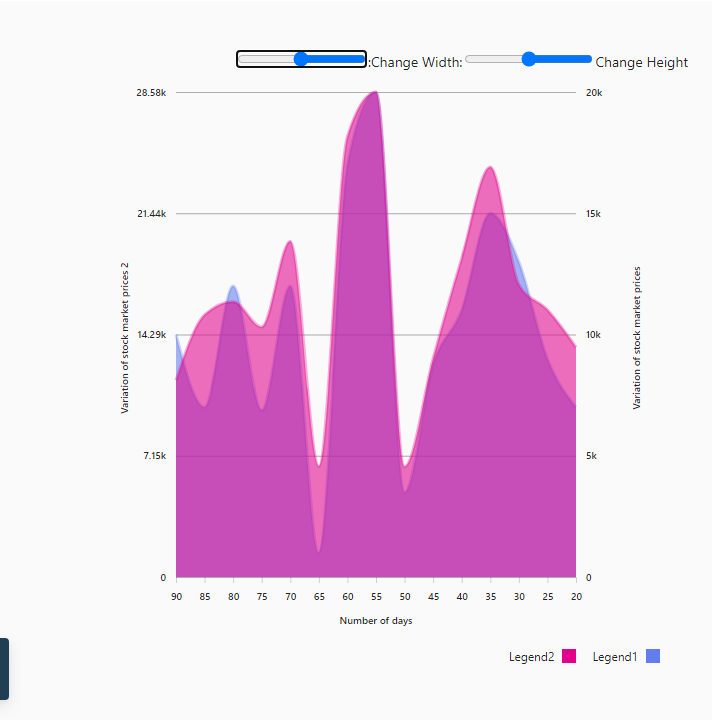 :Change Width: Change Height
28.58k
21.44k
14.29k
7.15k
0
Variation of stock market prices 2
20k
15k
10k
5k
0
Variation of stock market prices
90 85 80 75 70 65 60 55 50 45 40 35 30 25 20
Number of days
Legend2 Legend1